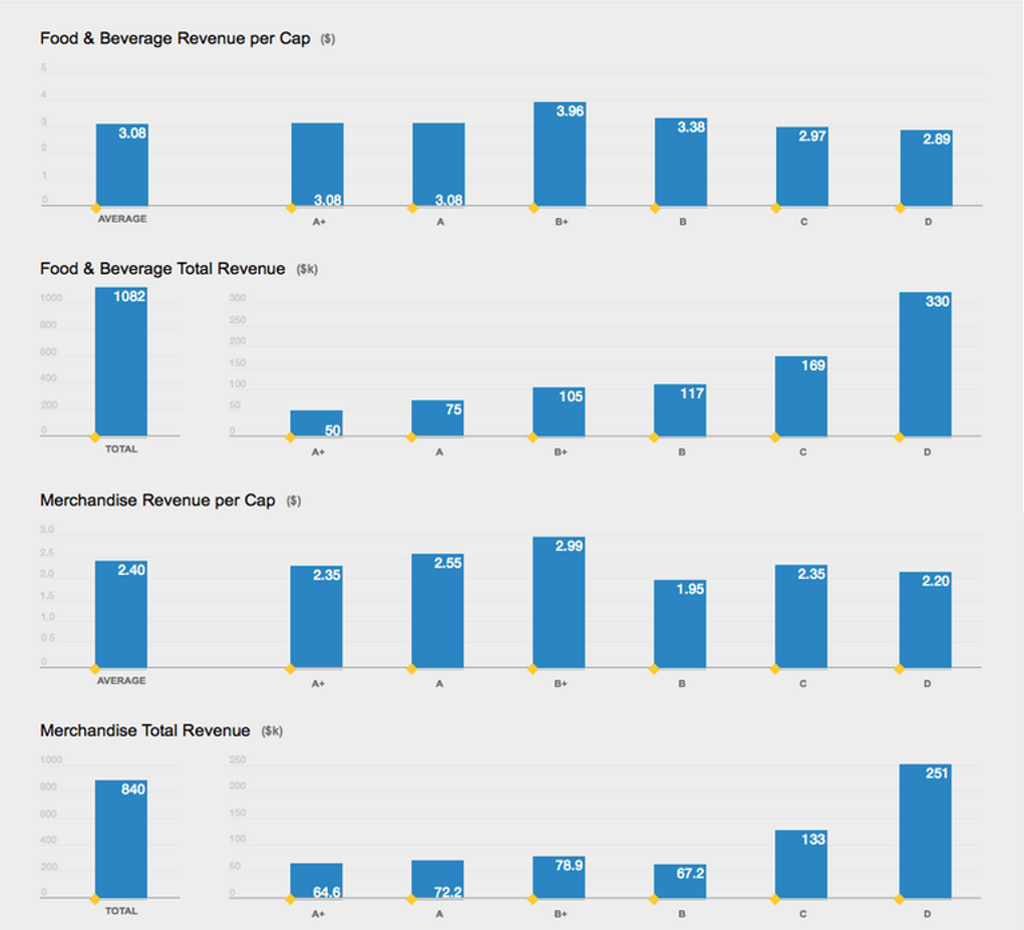 Food & Beverage Revenue per Cap ($)
5
4
3
2
1
0
3.08
3.08
3.08
3.96
3.38
2.97
2.89
AVERAGE
A+
A
B+
B
C
D
Food & Beverage Total Revenue ($k)
1000
800
600
400
200
0
1082
TOTAL
300
250
200
150
100
50
0
50
75
105
117
169
330
A+
A
B+
B
C
D
Merchandise Revenue per Cap ($)
3.0
2.5
2.0
1.5
1.0
0.5
0
2.40
2.35
2.55
2.99
1.95
2.35
2.20
AVERAGE
A+
A
B+
B
C
D
Merchandise Total Revenue ($k)
1000
800
600
400
200
0
840
TOTAL
250
200
150
100
50
0
64.6
72.2
78.9
67.2
133
251
A+
A
B+
B
C
D